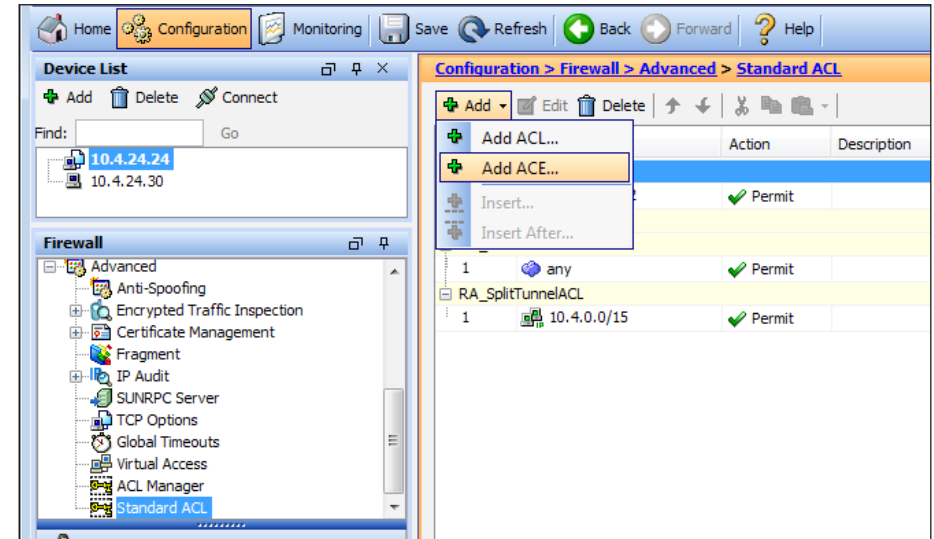 Home Configuration Monitoring Save Refresh Back Forward Help
Device List
Add Delete Connect
Find: Go
10.4.24.24
10.4.24.30
Firewall
Advanced
Anti-Spoofing
Encrypted Traffic Inspection
Certificate Management
Fragment
IP Audit
SUNRPC Server
TCP Options
Global Timeouts
Virtual Access
ACL Manager
Standard ACL
Configuration > Firewall > Advanced > Standard ACL
Add Edit Delete
Add ACL...
Add ACE...
Insert...
Insert After...
Action Description
Permit
1 any Permit
RA_SplitTunnelACL
1 10.4.0.0/15 Permit